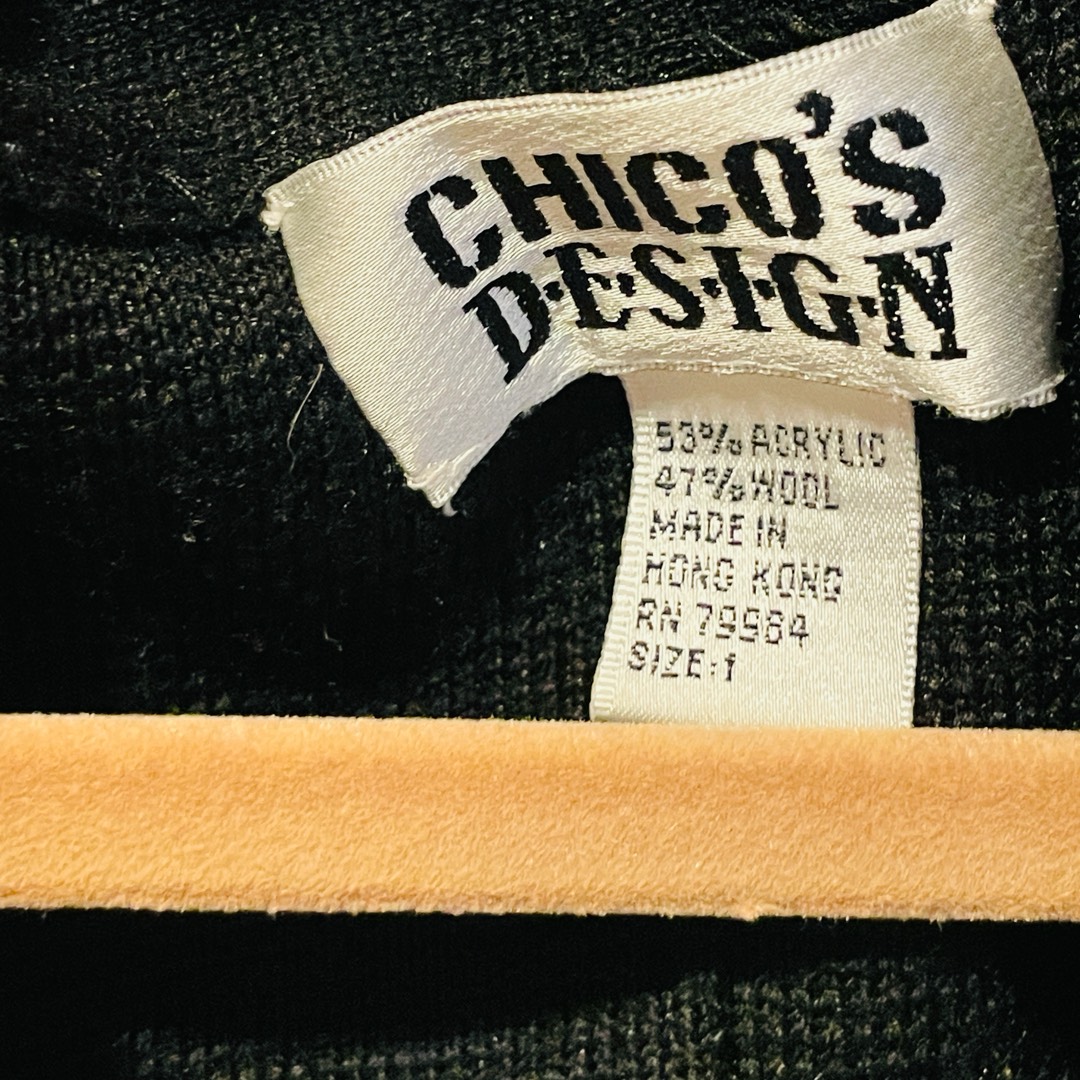 CHICO'S
D·E·S·I·G·N
53% ACRYLIC
47% WOOL
MADE IN
HONG KONG
RN 79984
SIZE:1